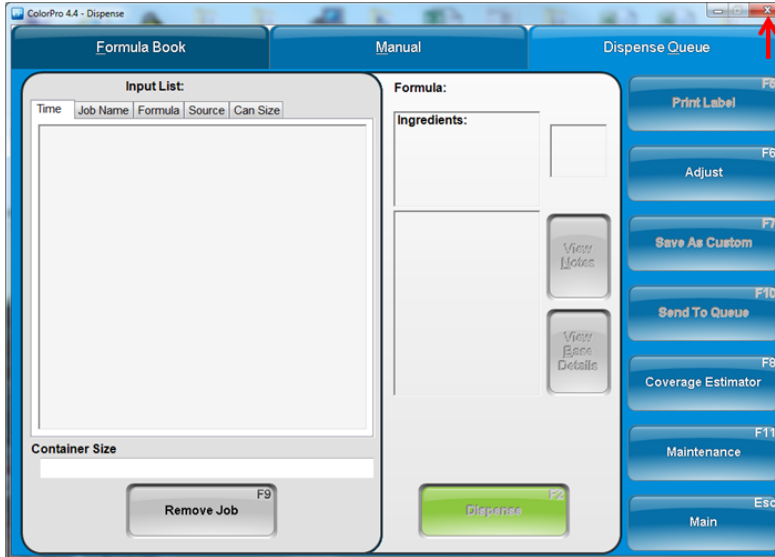 ColorPro 4.4 - Dispense
Formula Book
Manual
Dispense Queue
Input List:
Time
Job Name
Formula
Source
Can Size
Formula:
Ingredients:
View
Notes
View
Base
Details
Container Size
F9
Remove Job
F2
Dispense
F5
Print Label
F6
Adjust
F7
Save As Custom
F10
Send To Queue
F8
Coverage Estimator
F11
Maintenance
Esc
Main